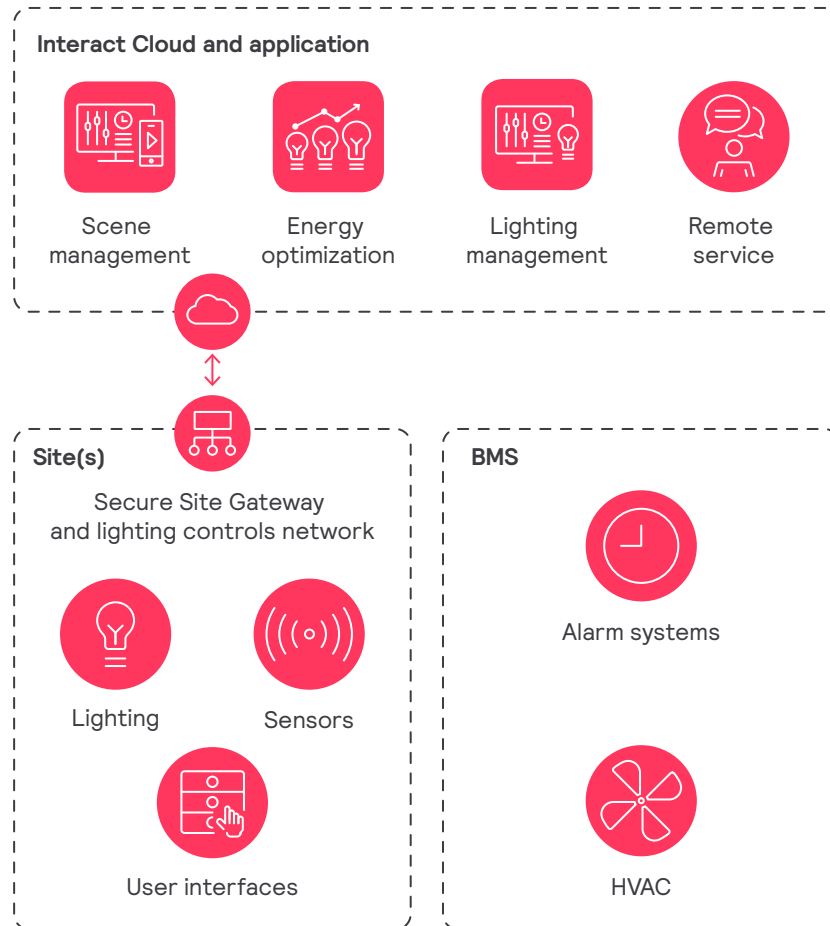 Interact Cloud and application
Scene
management
Energy
optimization
Lighting
management
Remote
service
Site(s)
Secure Site Gateway
and lighting controls network
Lighting
Sensors
User interfaces
BMS
Alarm systems
HVAC